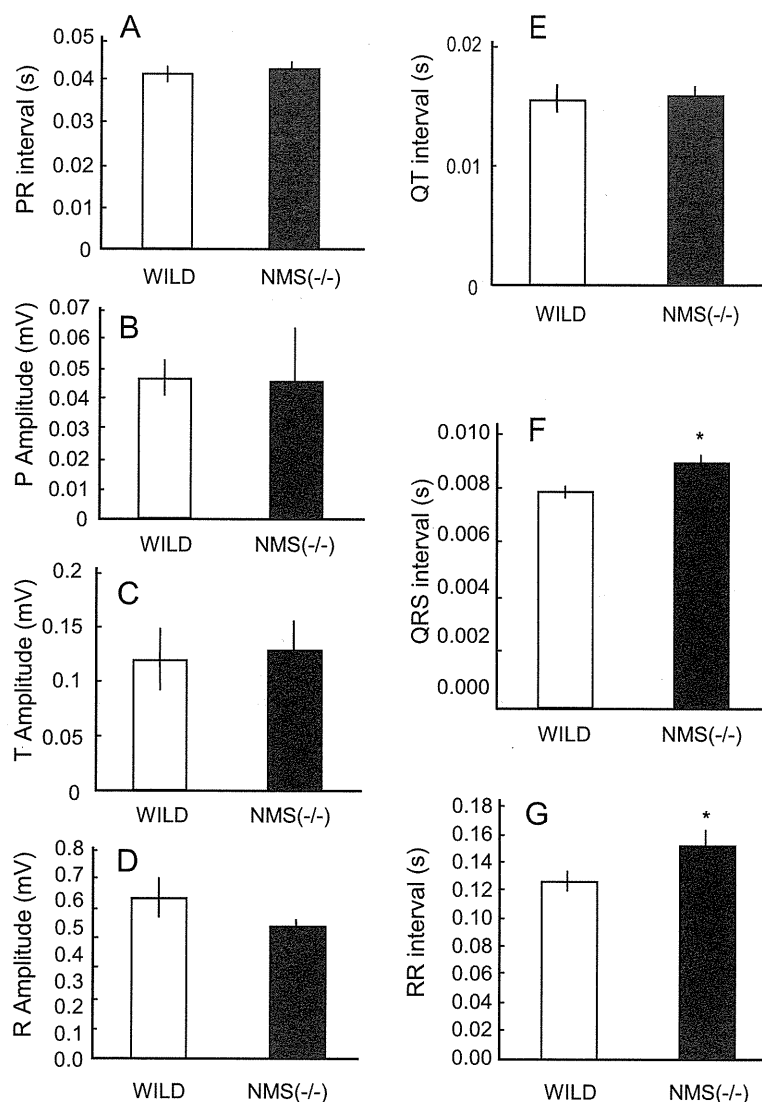 A
PR interval (s)
0.05
0.04
0.03
0.02
0.01
0
WILD NMS(-/-)
B
P Amplitude (mV)
0.07
0.06
0.05
0.04
0.03
0.02
0.01
0
WILD NMS(-/-)
C
T Amplitude (mV)
0.2
0.15
0.1
0.05
0
WILD NMS(-/-)
D
R Amplitude (mV)
0.8
0.7
0.6
0.5
0.4
0.3
0.2
0.1
0.0
WILD NMS(-/-)
E
QT interval (s)
0.02
0.01
0
WILD NMS(-/-)
F
QRS interval (s)
0.010
0.008
0.006
0.004
0.002
0.000
*
WILD NMS(-/-)
G
RR interval (s)
0.18
0.16
0.14
0.12
0.10
0.08
0.06
0.04
0.02
0.00
*
WILD NMS(-/-)